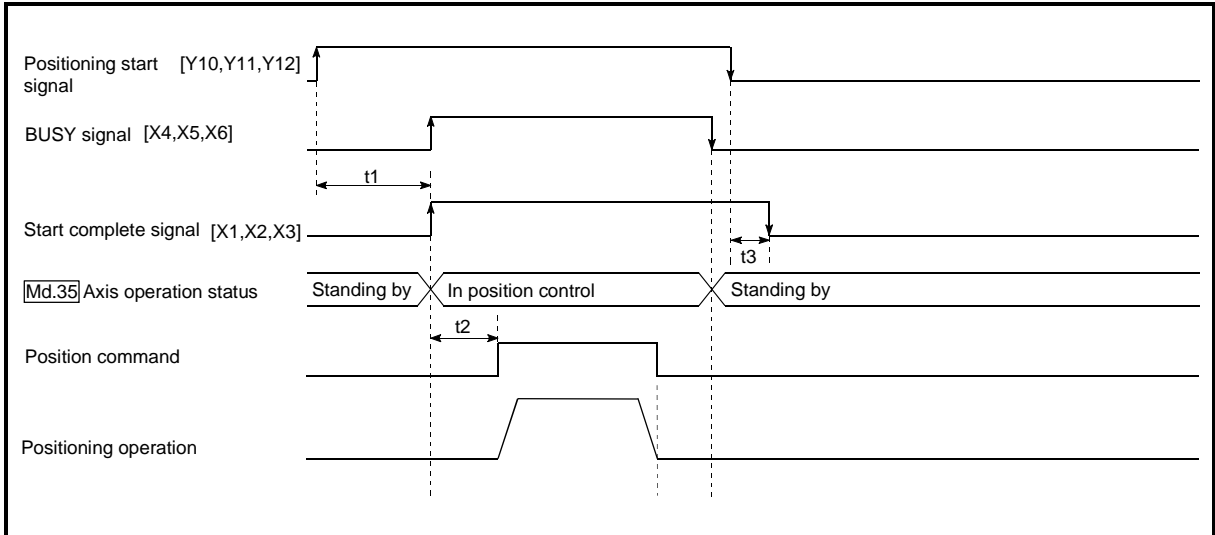 Positioning start [Y10,Y11,Y12]
signal
BUSY signal [X4,X5,X6]
t1
Start complete signal [X1,X2,X3]
t3
Md.35 Axis operation status Standing by In position control Standing by
t2
Position command
Positioning operation